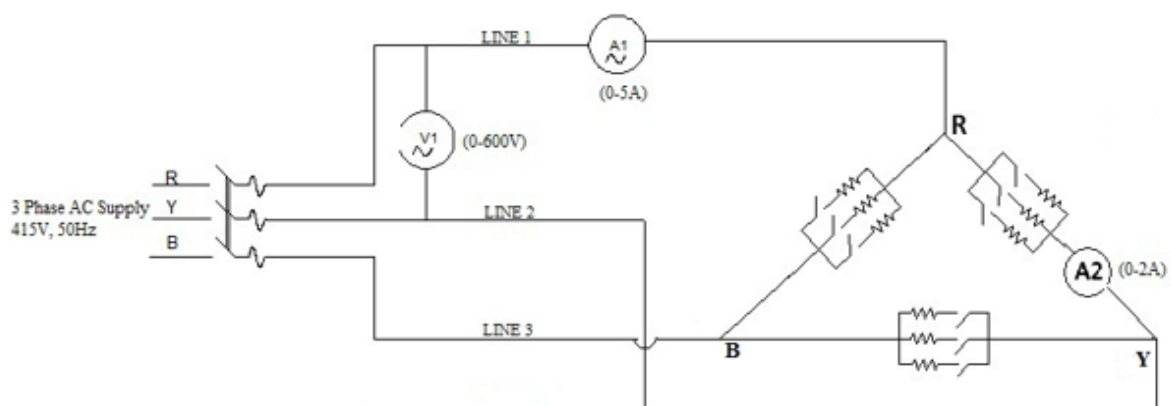 LINE 1
A1
(0-5A)
R
V1
(0-600V)
R
3 Phase AC Supply
415V, 50Hz
Y
LINE 2
B
A2
(0-2A)
LINE 3
B
Y